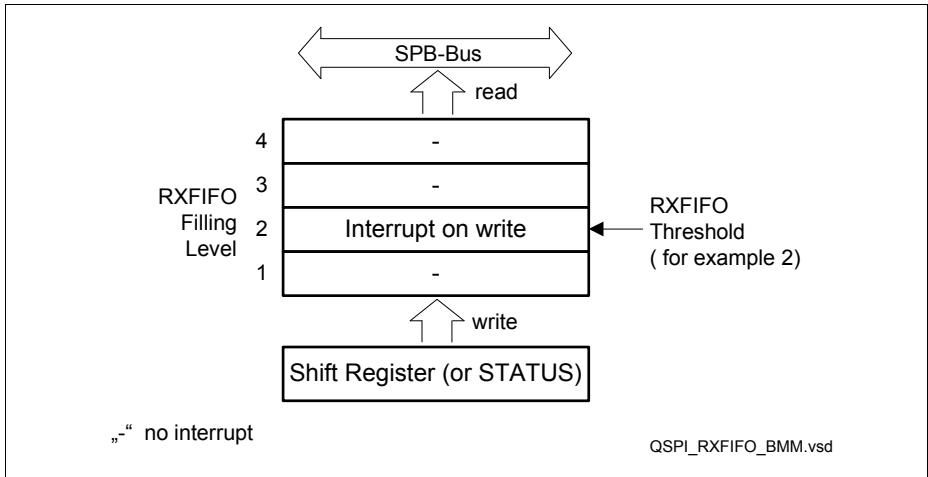 SPB-Bus
read
4
-
3
-
RXFIFO
Filling
Level
2
Interrupt on write
RXFIFO
Threshold
( for example 2)
1
-
write
Shift Register (or STATUS)
„-“ no interrupt
QSPI_RXFIFO_BMM.vsd